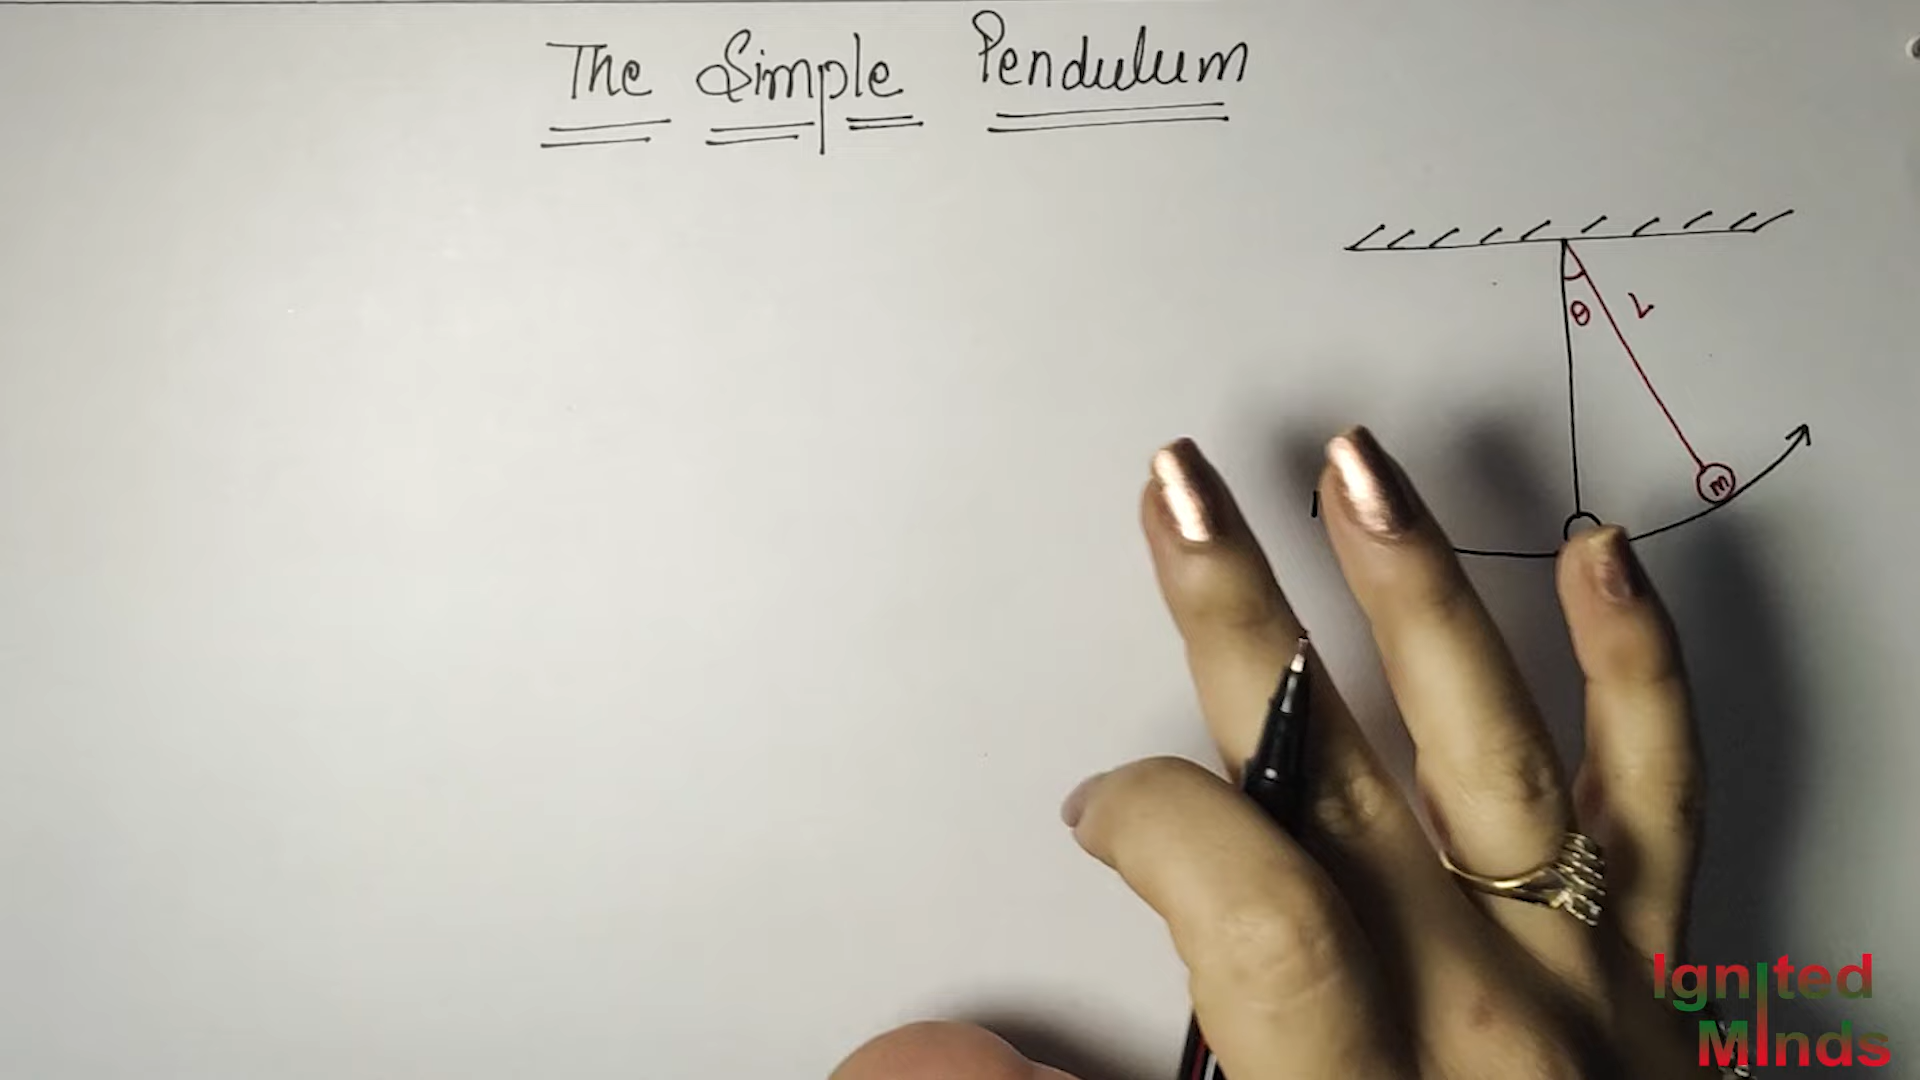 The Simple Pendulum
θ
L
m
Ignited
Minds